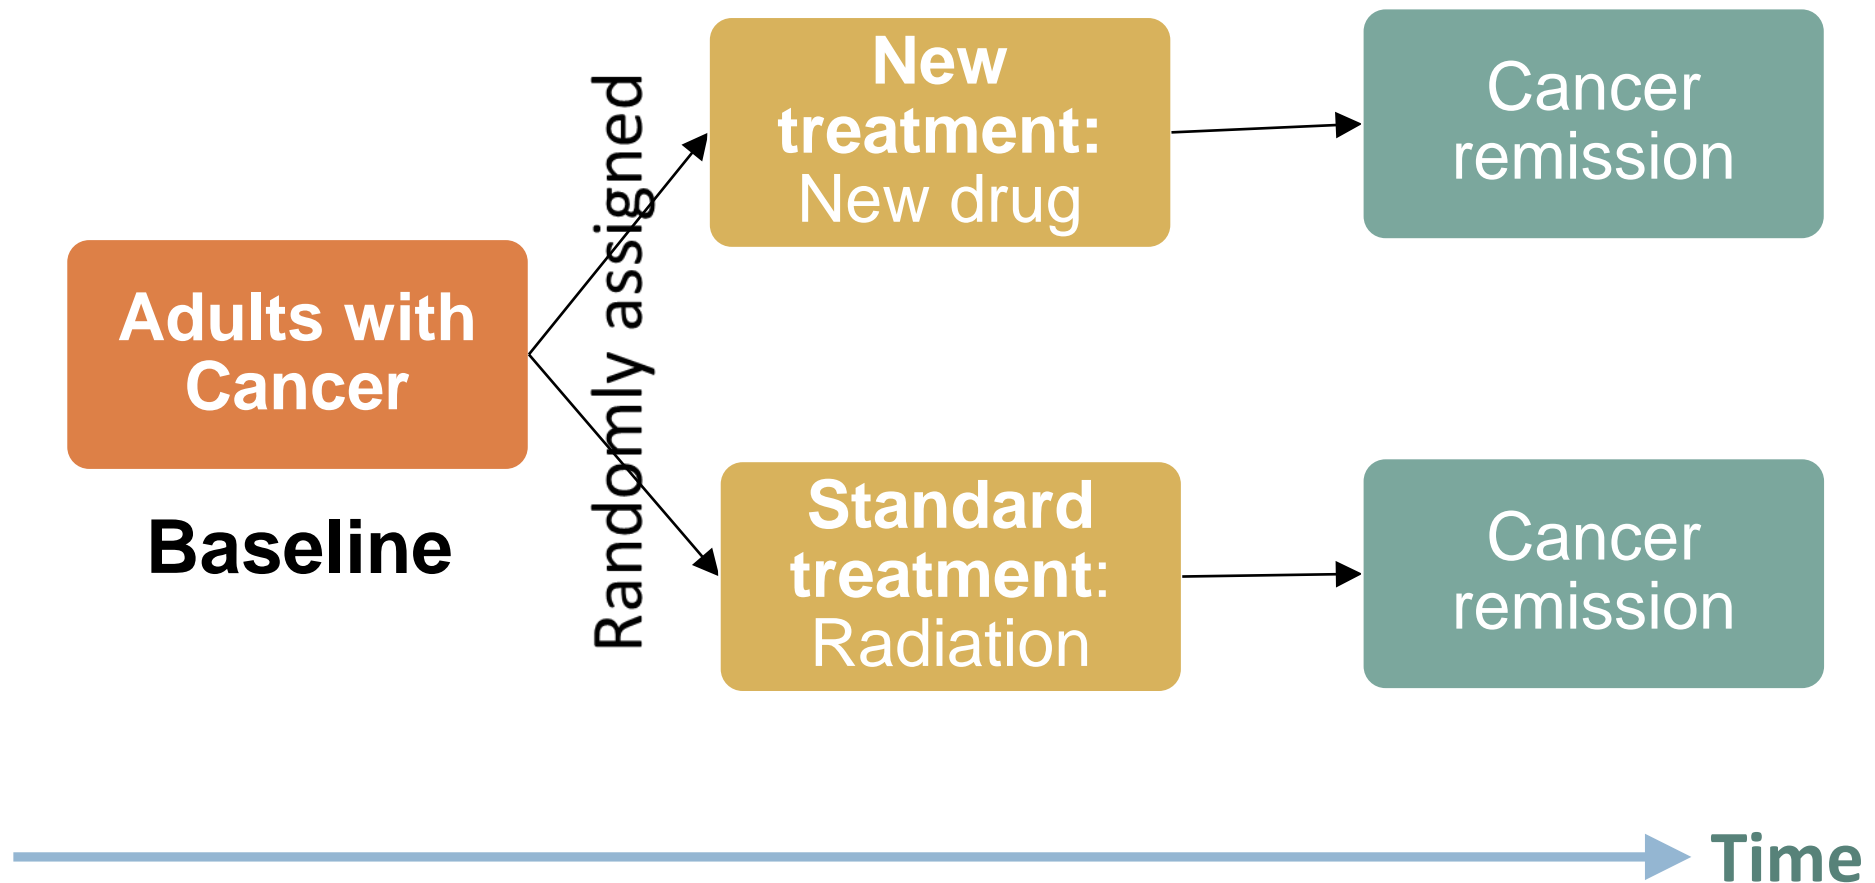 Adults with
Cancer
Baseline
Randomly assigned
New
treatment:
New drug
Cancer
remission
Standard
treatment:
Radiation
Cancer
remission
Time